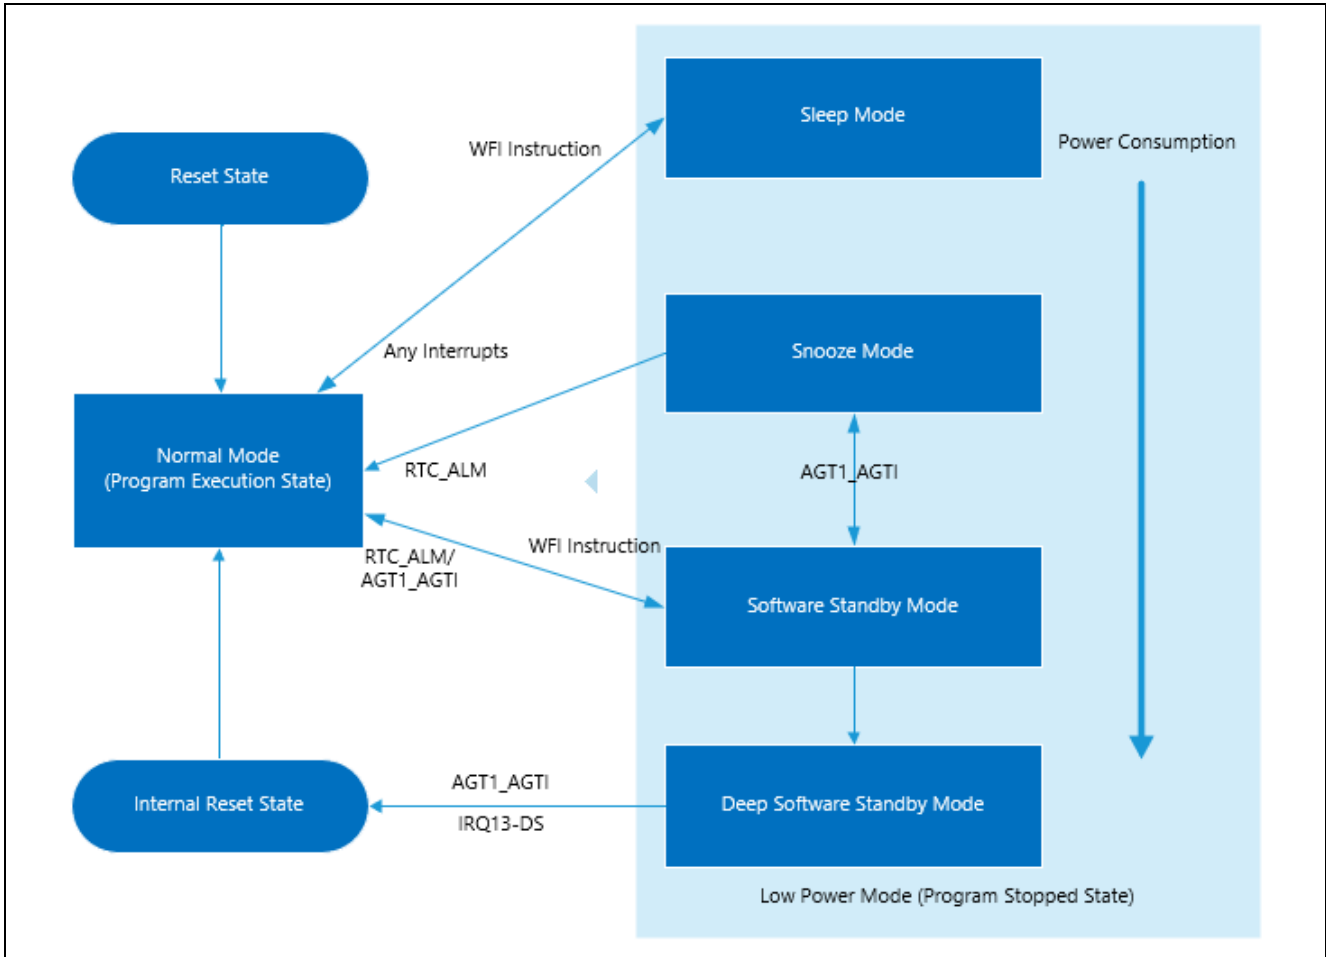 Sleep Mode
Power Consumption
WFI Instruction
Reset State
Any Interrupts
Snooze Mode
Normal Mode
(Program Execution State)
RTC_ALM
AGT1_AGTI
WFI Instruction
RTC_ALM/
AGT1_AGTI
Software Standby Mode
AGT1_AGTI
Internal Reset State
Deep Software Standby Mode
IRQ13-DS
Low Power Mode (Program Stopped State)